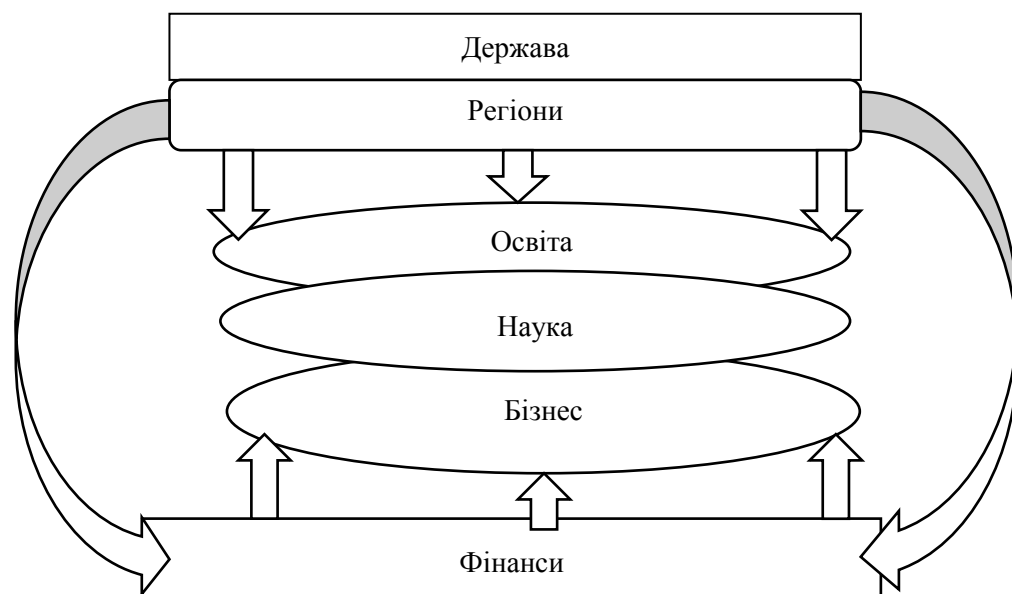 Держава
Регіони
Освіта
Наука
Бізнес
Фінанси